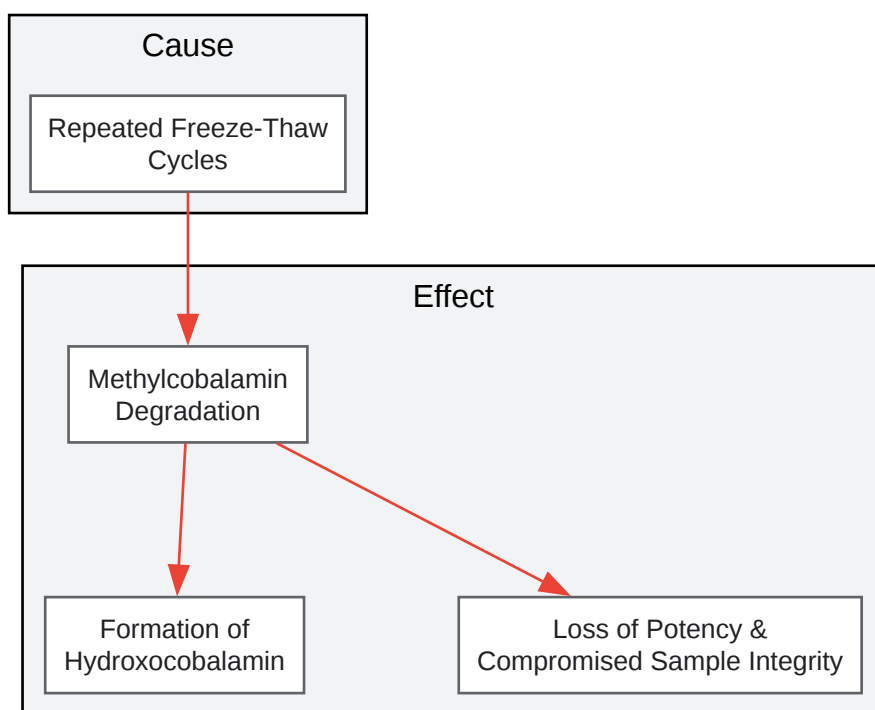 Cause
Repeated Freeze-Thaw
Cycles
Effect
Methylcobalamin
Degradation
Formation of
Hydroxocobalamin
Loss of Potency &
Compromised Sample Integrity